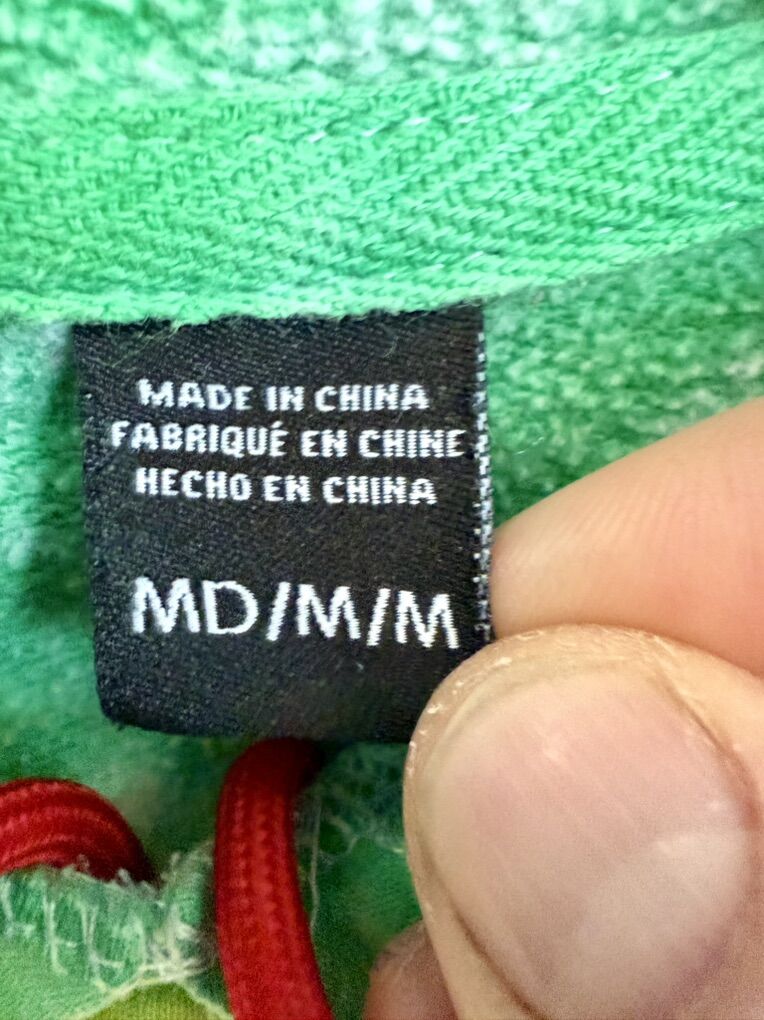 MADE IN CHINA
FABRIQUÉ EN CHINE
HECHO EN CHINA
MD/M/M